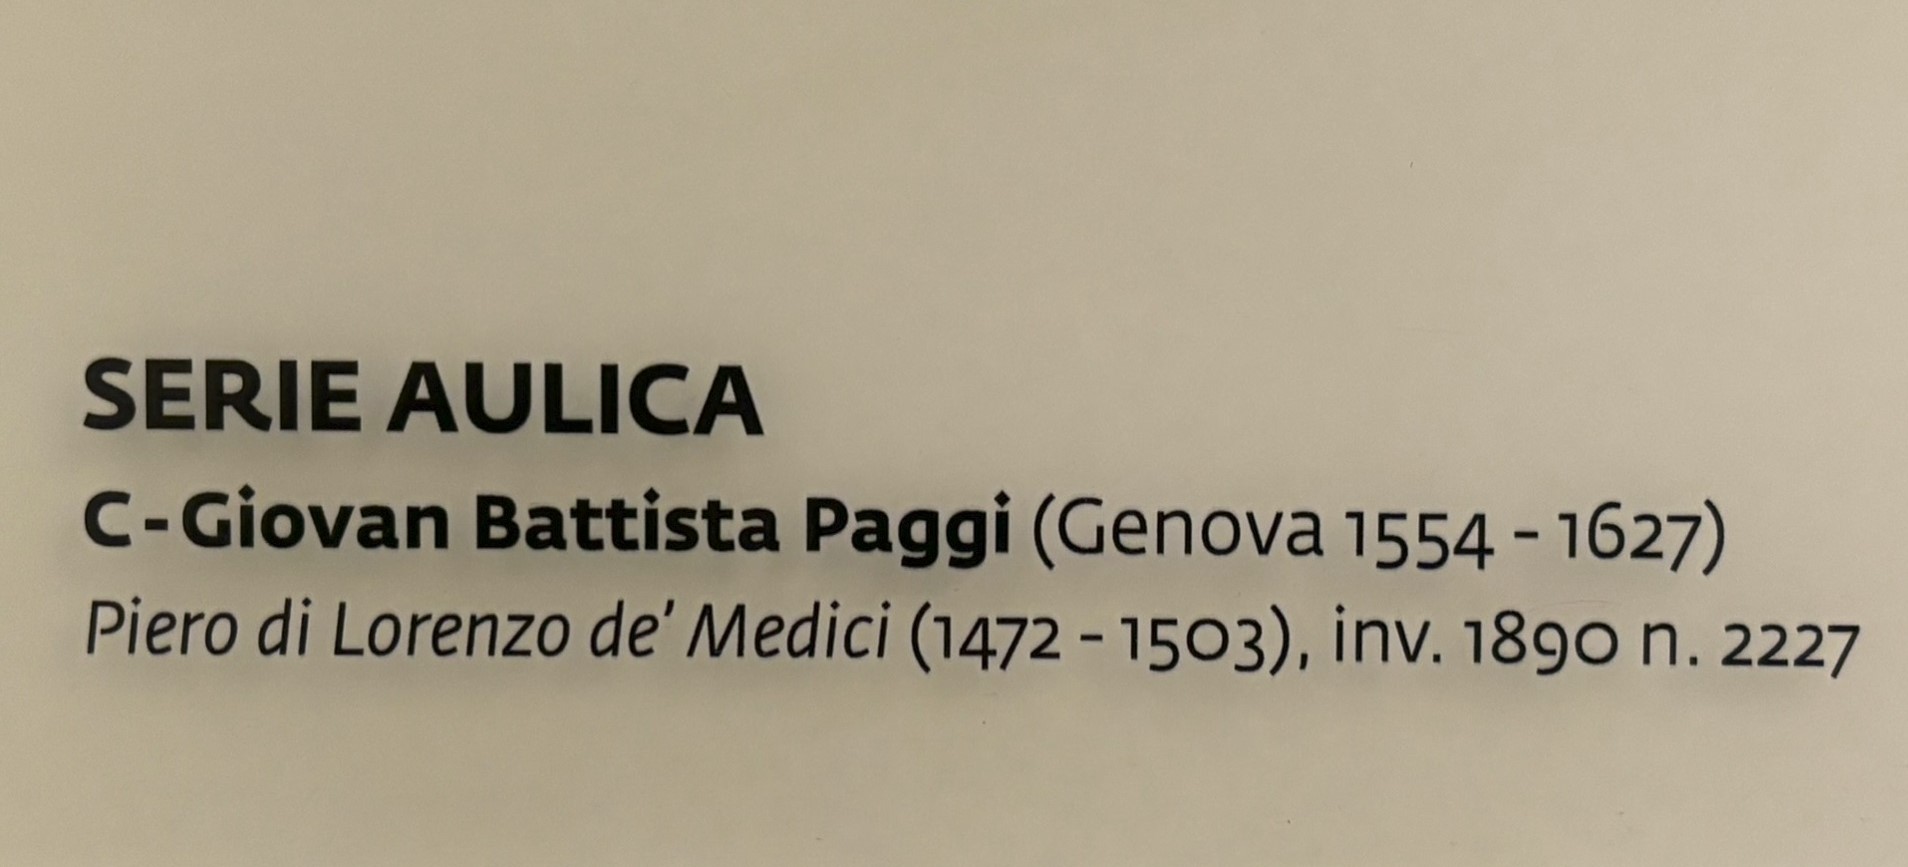 SERIE AULICA
C - Giovan Battista Paggi (Genova 1554 - 1627)
Piero di Lorenzo de' Medici (1472 - 1503), inv. 1890 n. 2227